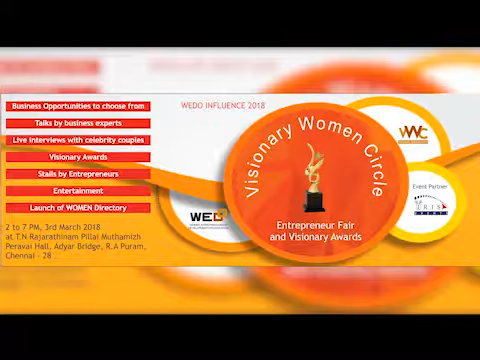 Business Opportunities to choose from
Talks by business experts
Live interviews with celebrity couples
Visionary Awards
Stalls by Entrepreneurs
Entertainment
Launch of WOMEN Directory
2 to 7 PM, 3rd March 2018
at T.N.Rajarathinam Pillai Muthamizh
Peravai Hall, Adyar Bridge, R.A Puram,
Chennai - 28
WEDO INFLUENCE 2018
WEDO
Visionary Women Circle
Entrepreneur Fair
and Visionary Awards
VWC
Event Partner
EVENTS